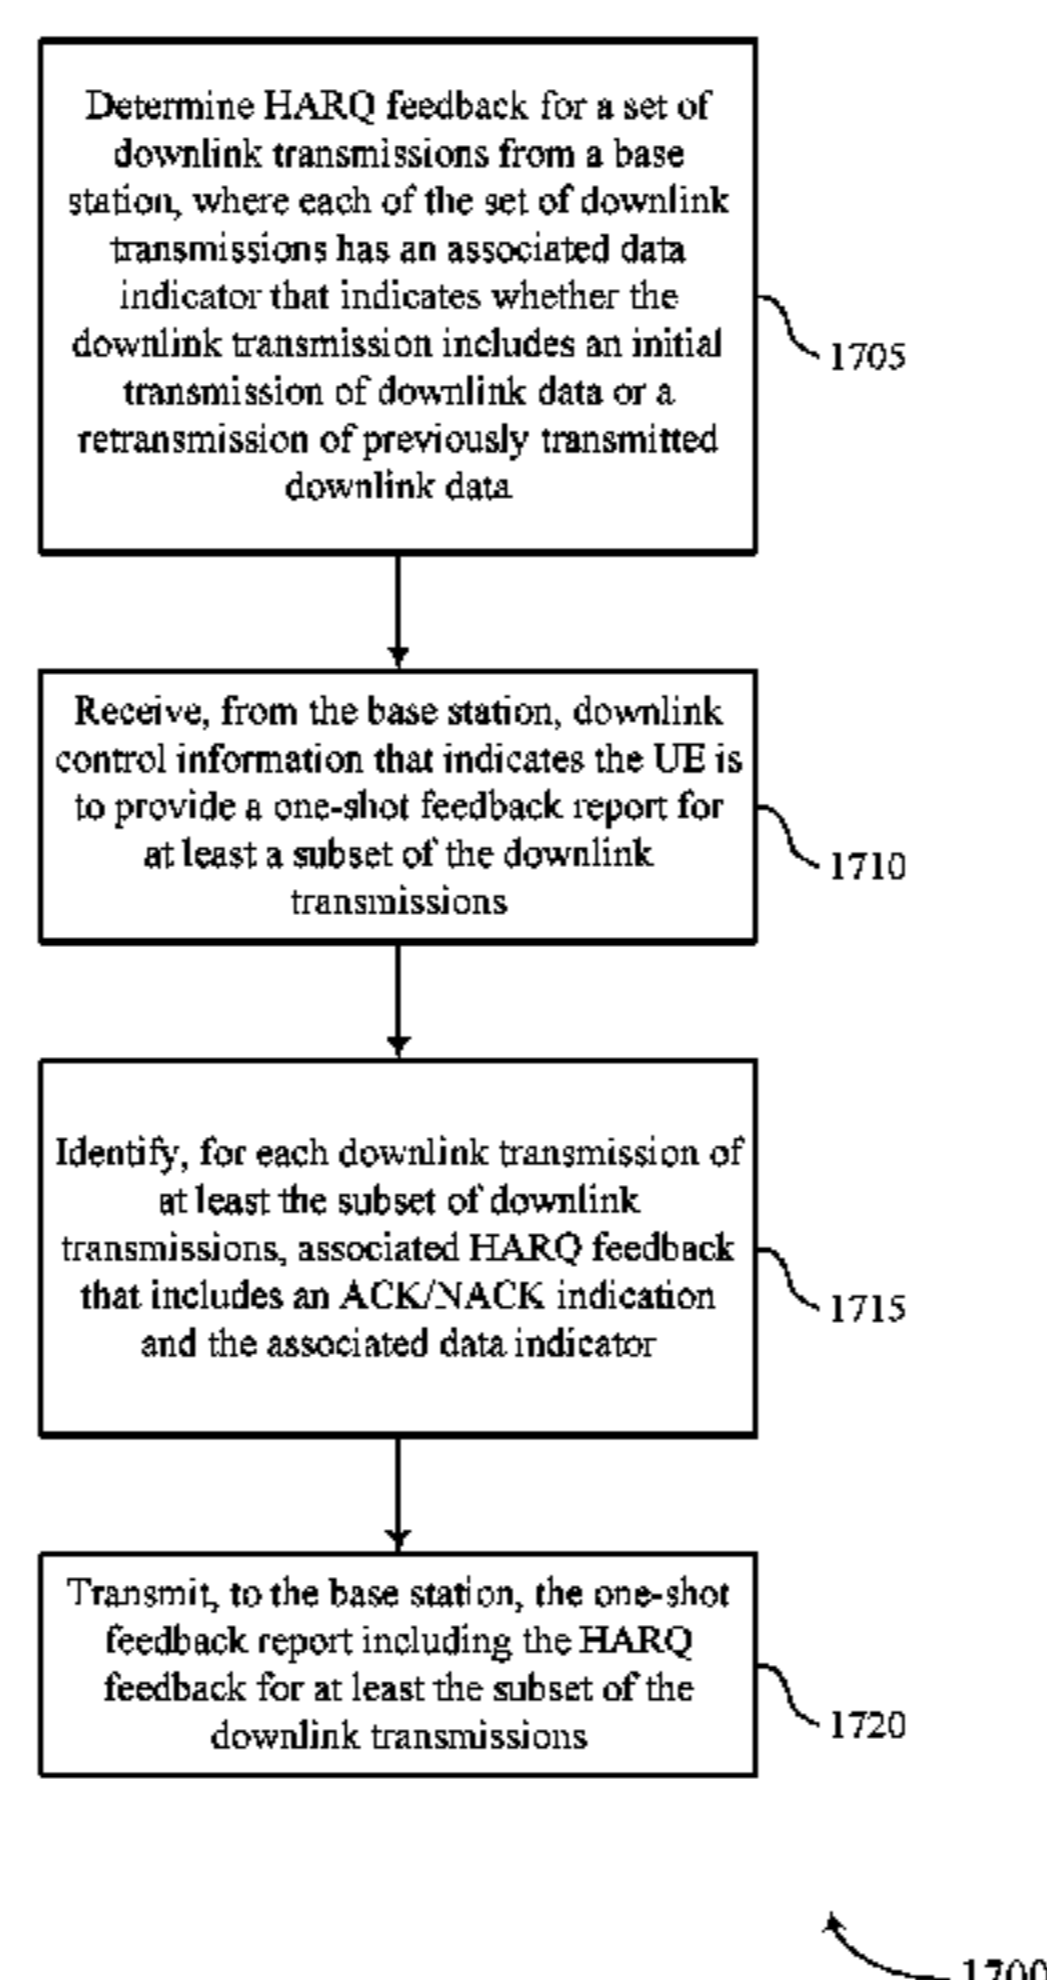 Determine HARQ feedback for a set of
downlink transmissions from a base
station, where each of the set of downlink
transmissions has an associated data
indicator that indicates whether the
downlink transmission includes an initial
transmission of downlink data or a
retransmission of previously transmitted
downlink data
1705
Receive, from the base station, downlink
control information that indicates the UE is
to provide a one-shot feedback report for
at least a subset of the downlink
transmissions
1710
Identify, for each downlink transmission of
at least the subset of downlink
transmissions, associated HARQ feedback
that includes an ACK/NACK indication
and the associated data indicator
1715
Transmit, to the base station, the one-shot
feedback report including the HARQ
feedback for at least the subset of the
downlink transmissions
1720
1700